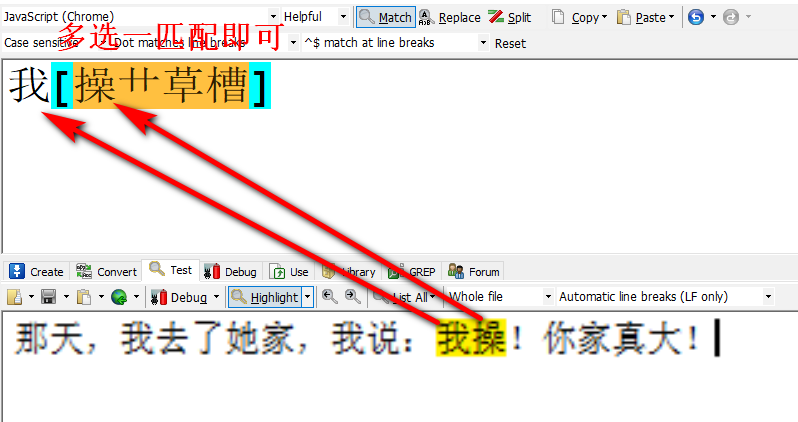 JavaScript (Chrome) Helpful Match Replace Split Copy Paste
多选一匹配即可
Case sensitive Dot matches line breaks ^$ match at line breaks Reset
我[操艹草槽]
Create Convert Test Debug Use Library GREP Forum
Debug Highlight List All Whole file Automatic line breaks (LF only)
那天，我去了她家，我说：我操！你家真大！